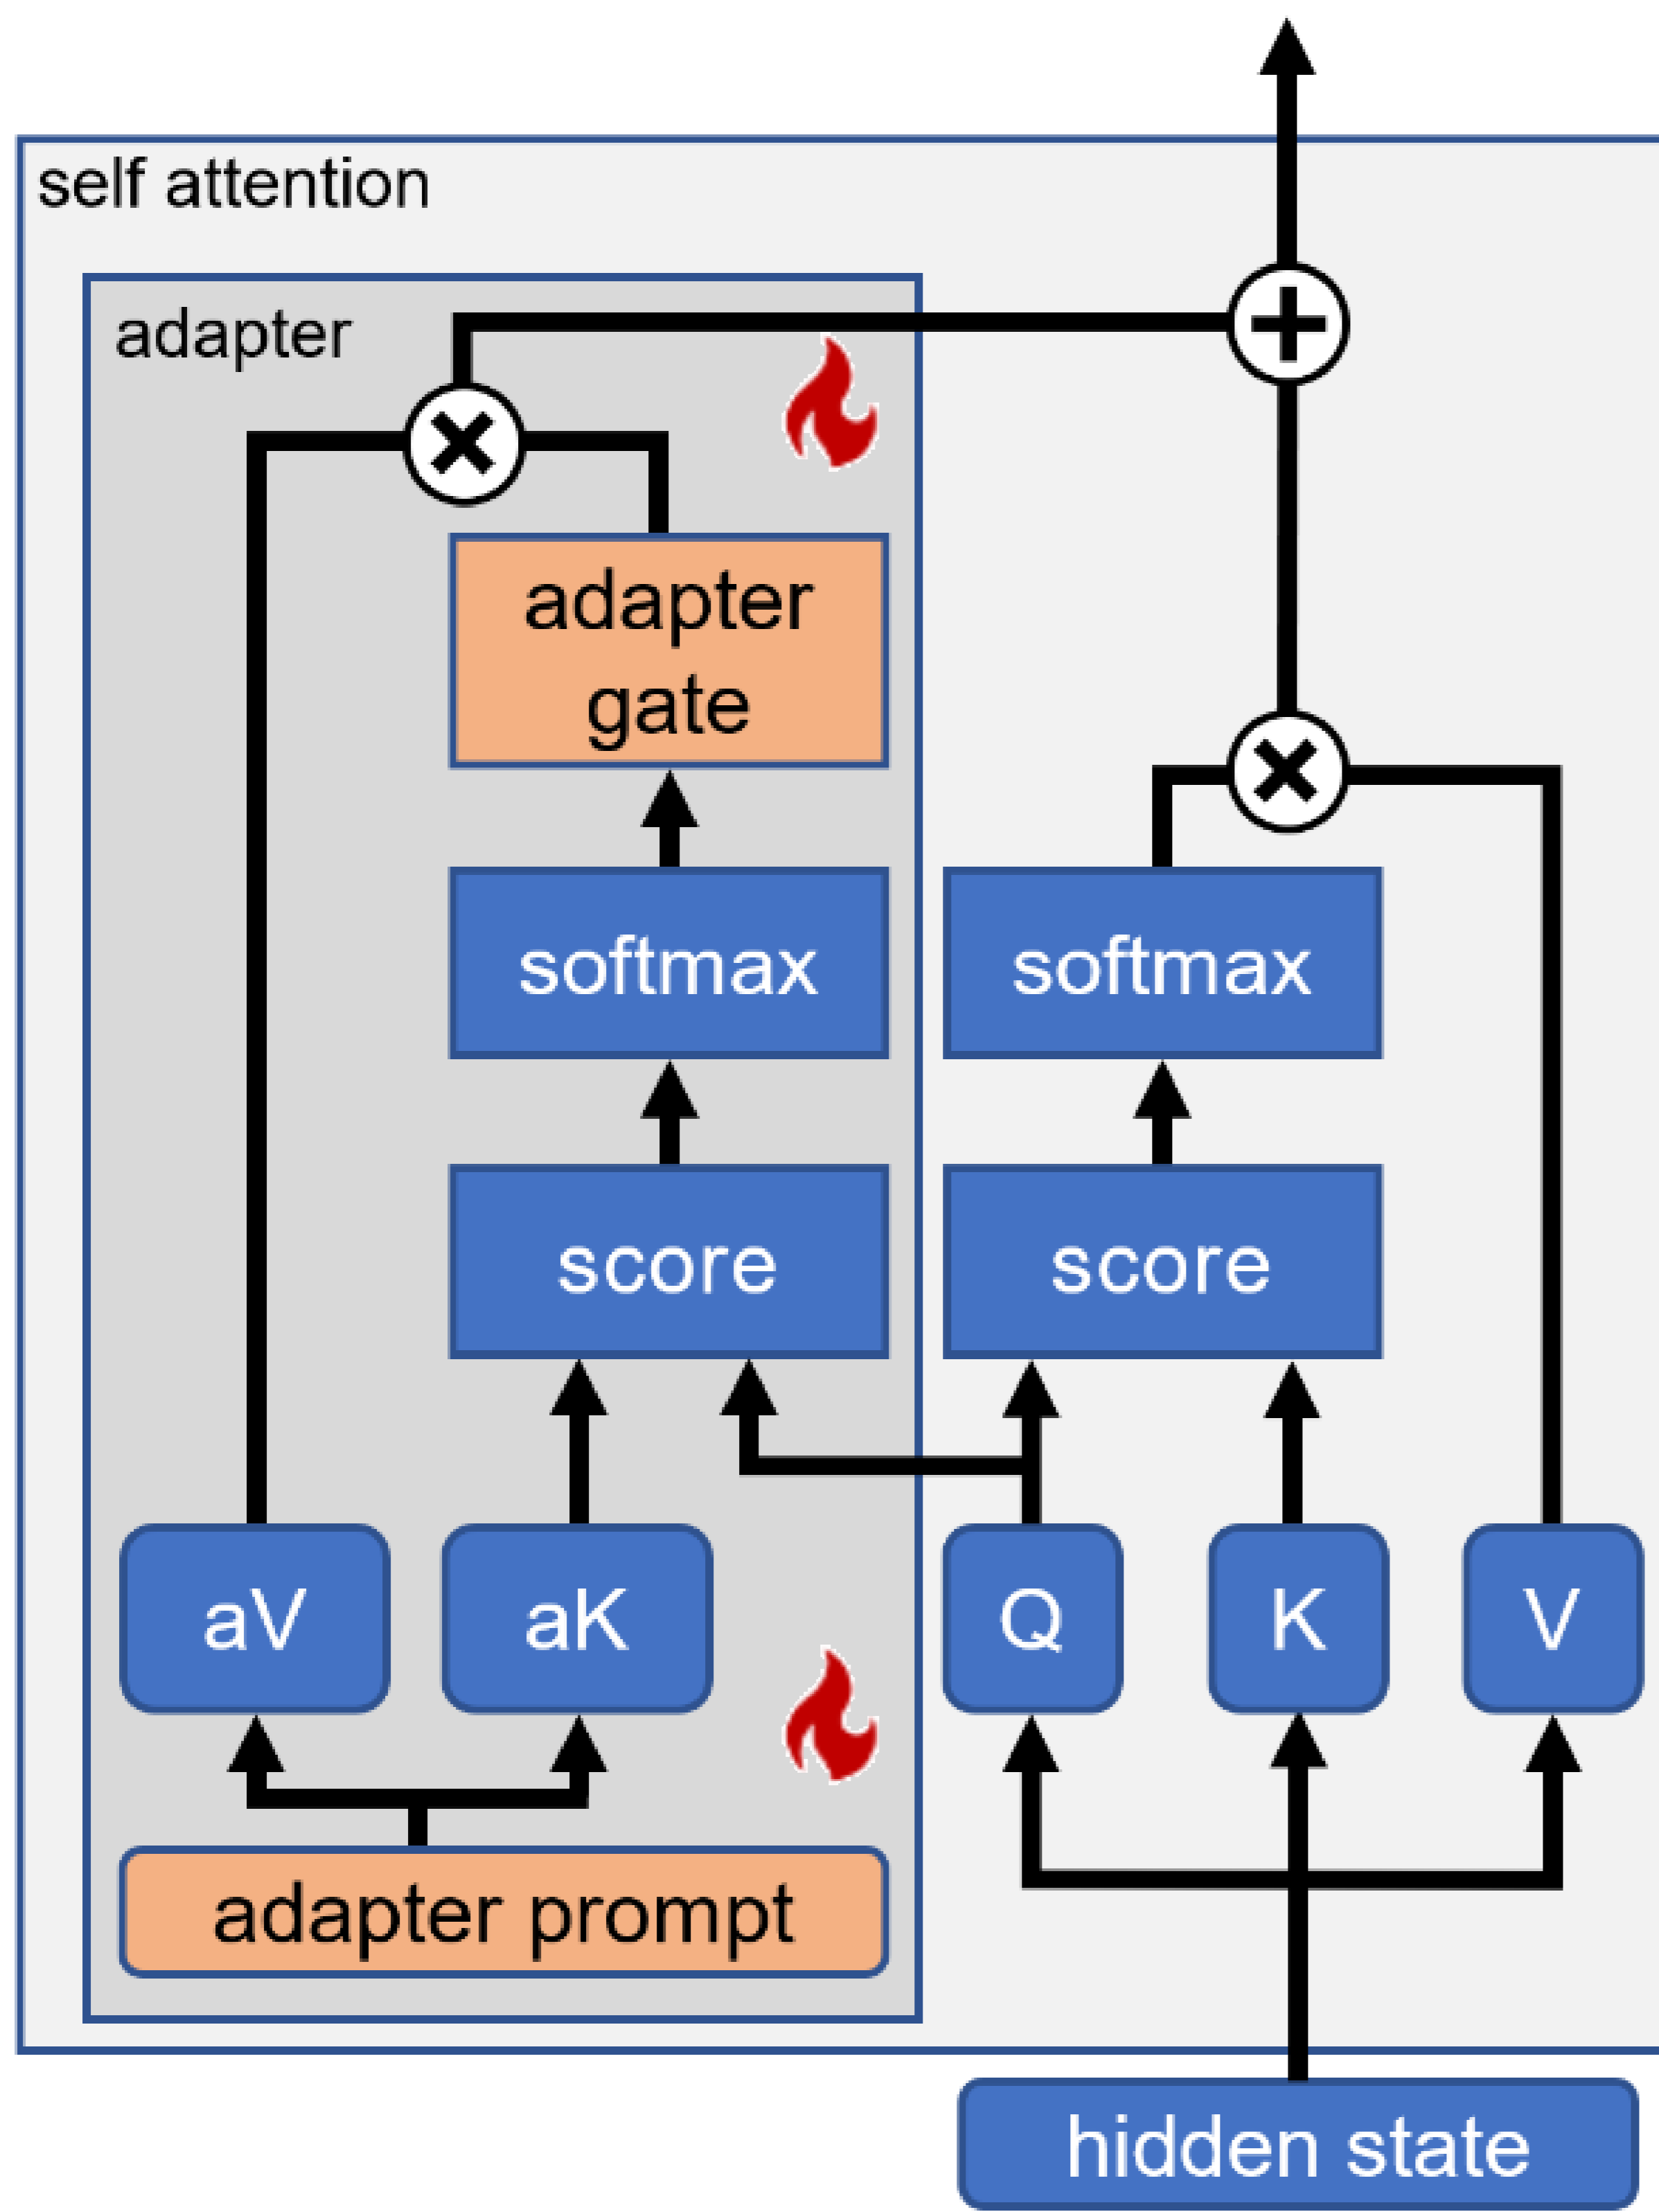 self attention
adapter
adapter
gate
softmax
softmax
score
score
aV
aK
Q
K
V
adapter prompt
hidden state